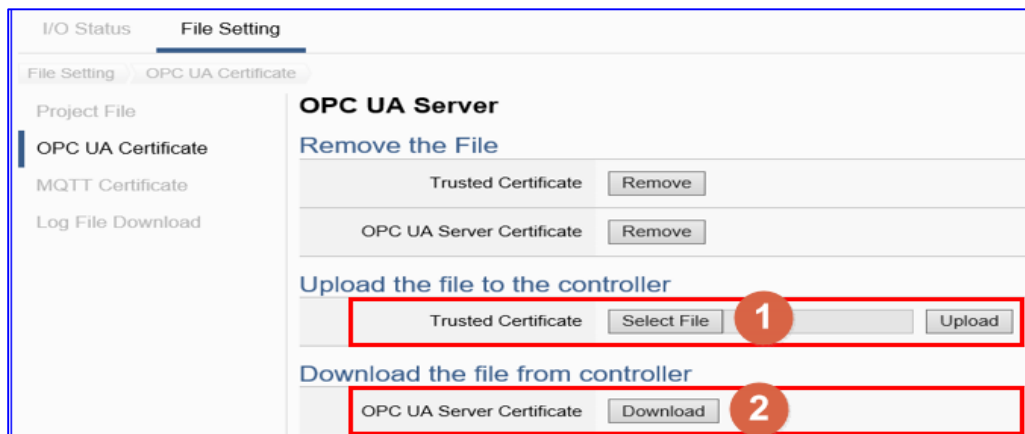 I/O Status File Setting
File Setting OPC UA Certificate
Project File
OPC UA Certificate
MQTT Certificate
Log File Download
OPC UA Server
Remove the File
Trusted Certificate Remove
OPC UA Server Certificate Remove
Upload the file to the controller
Trusted Certificate Select File 1 Upload
Download the file from controller
OPC UA Server Certificate Download 2